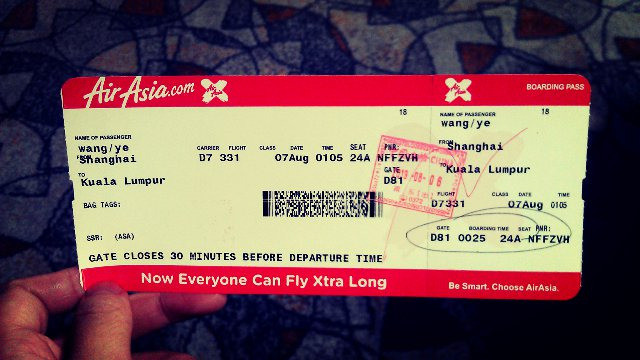 AirAsia.com
BOARDING PASS
18
18
NAME OF PASSENGER
wang/ye
FROM
Shanghai
TO
Kuala Lumpur
CARRIER FLIGHT CLASS DATE TIME SEAT PNR:
D7 331 07Aug 0105 24A NFFZVH
GATE
D81
BAG TAGS:
SSR: (ASA)
GATE CLOSES 30 MINUTES BEFORE DEPARTURE TIME
NAME OF PASSENGER
wang/ye
FROM
Shanghai
TO
Kuala Lumpur
FLIGHT CLASS DATE TIME
D7331 07Aug 0105
GATE BOARDING TIME SEAT PNR:
D81 0025 24A NFFZVH
Now Everyone Can Fly Xtra Long
Be Smart. Choose AirAsia.